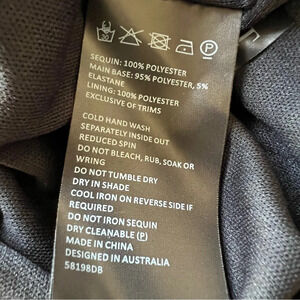 P
SEQUIN: 100% POLYESTER
MAIN BASE: 95% POLYESTER, 5%
ELASTANE
LINING: 100% POLYESTER
EXCLUSIVE OF TRIMS
COLD HAND WASH
SEPARATELY INSIDE OUT
REDUCED SPIN
DO NOT BLEACH, RUB, SOAK OR
WRING
DO NOT TUMBLE DRY
DRY IN SHADE
COOL IRON ON REVERSE SIDE IF
REQUIRED
DO NOT IRON SEQUIN
DRY CLEANABLE (P)
MADE IN CHINA
DESIGNED IN AUSTRALIA
58198DB